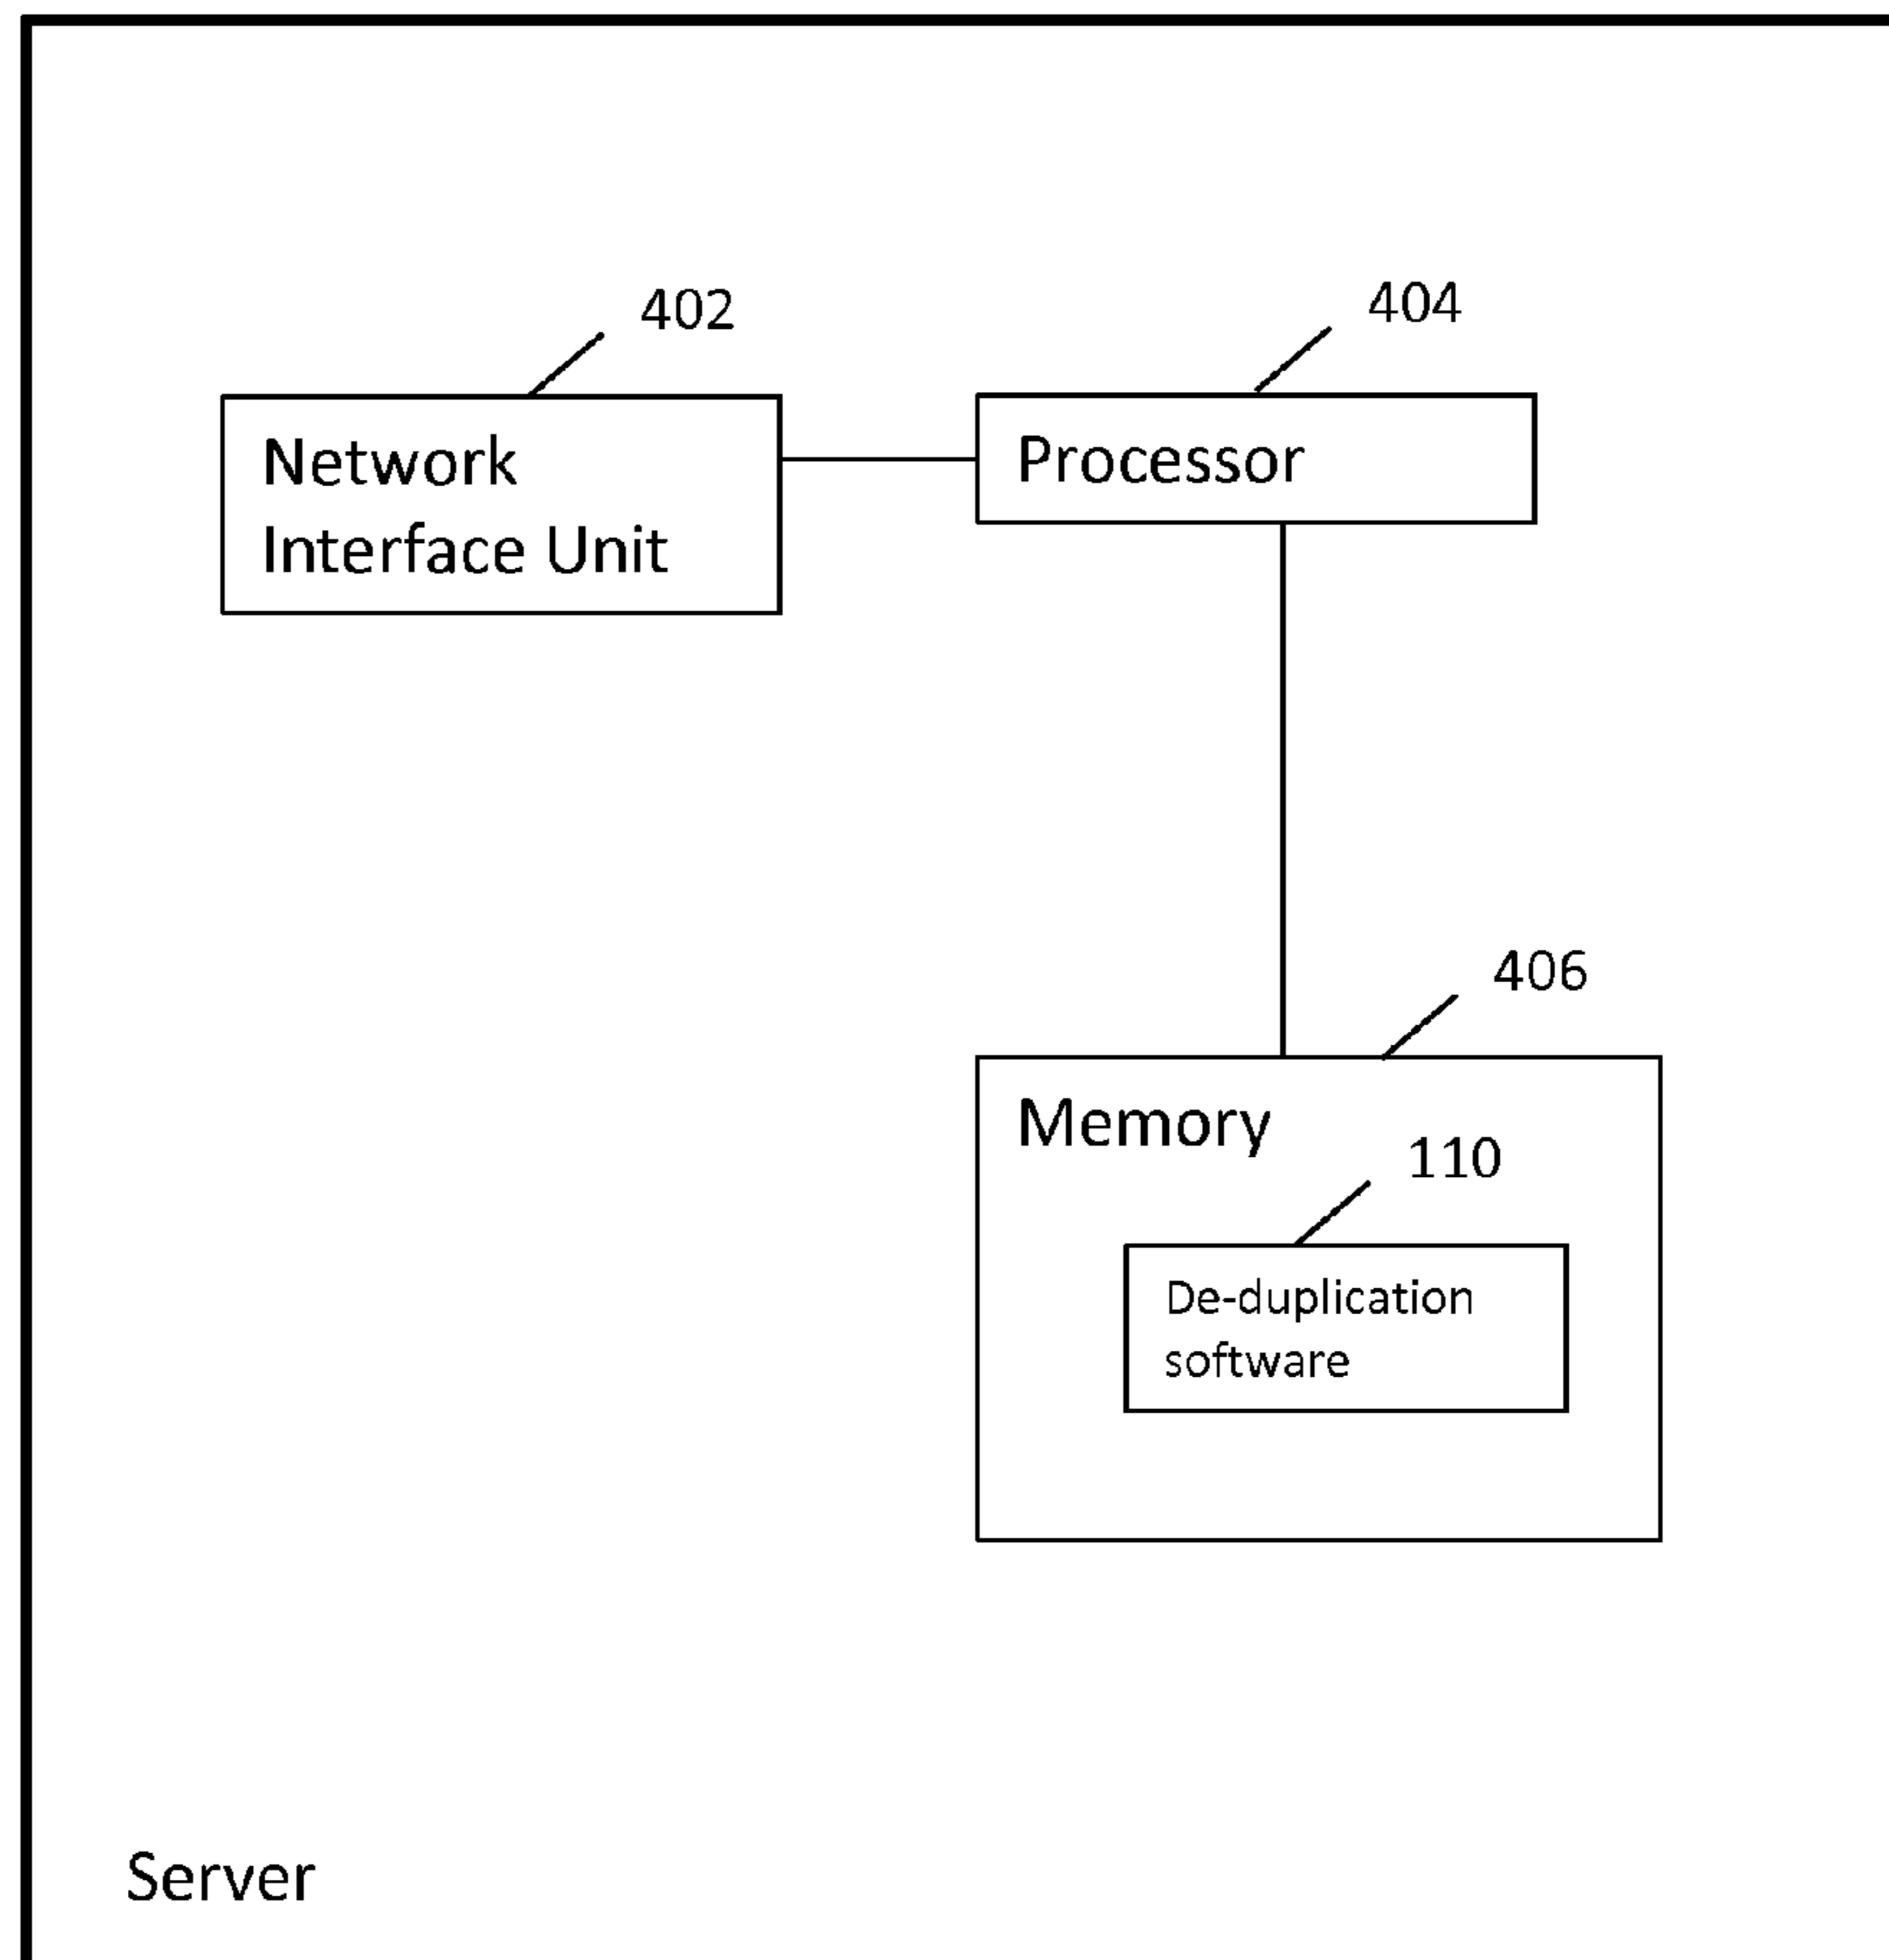 402
404
Network
Interface Unit
Processor
406
Memory
110
De-duplication
software
Server